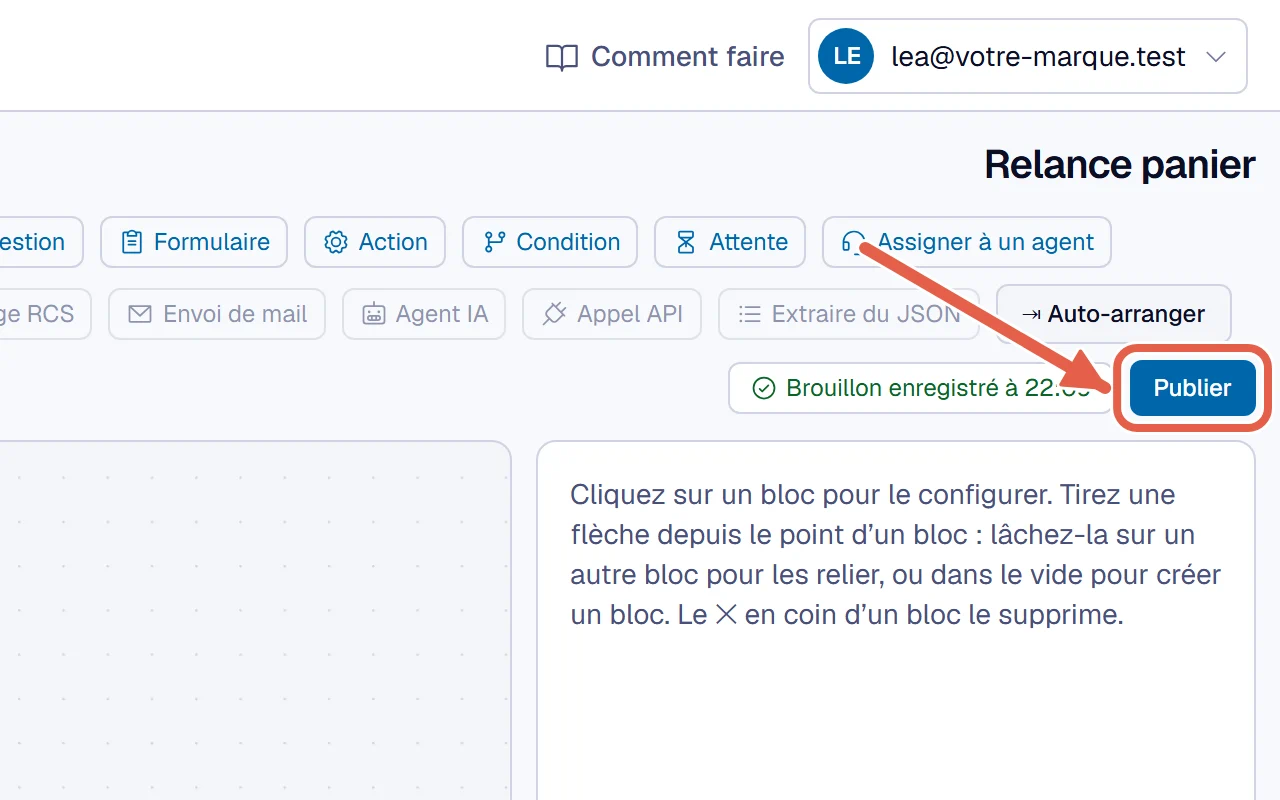 Comment faire
LE lea@votre-marque.test
Relance panier
estion Formulaire Action Condition Attente Assigner à un agent
ge RCS Envoi de mail Agent IA Appel API Extraire du JSON Auto-arranger
Brouillon enregistré à Publier
Cliquez sur un bloc pour le configurer. Tirez une
flèche depuis le point d’un bloc : lâchez-la sur un
autre bloc pour les relier, ou dans le vide pour créer
un bloc. Le × en coin d’un bloc le supprime.